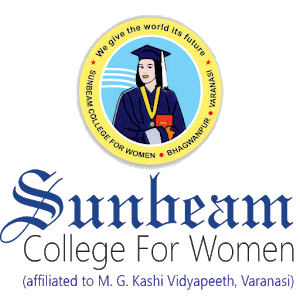 We give the world its future
SUNBEAM COLLEGE FOR WOMEN • BHAGWANPUR • VARANASI
Sunbeam
College For Women
(affiliated to M. G. Kashi Vidyapeeth, Varanasi)